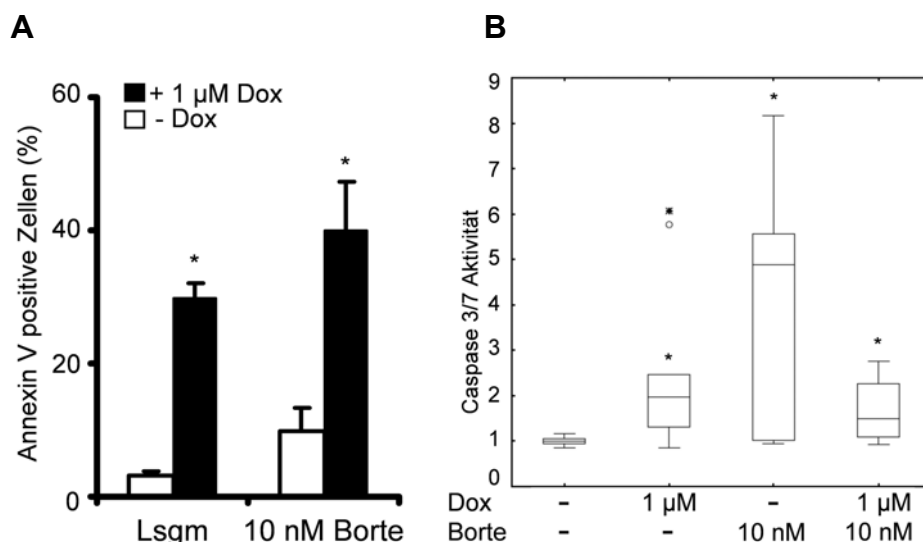 A
+ 1 µM Dox
- Dox
Annexin V positive Zellen (%)
60
40
20
0
*
*
Lsgm
10 nM Borte
B
Caspase 3/7 Aktivität
9
8
7
6
5
4
3
2
1
0
*
*
*
*
Dox - 1 µM - 1 µM
Borte - - 10 nM 10 nM